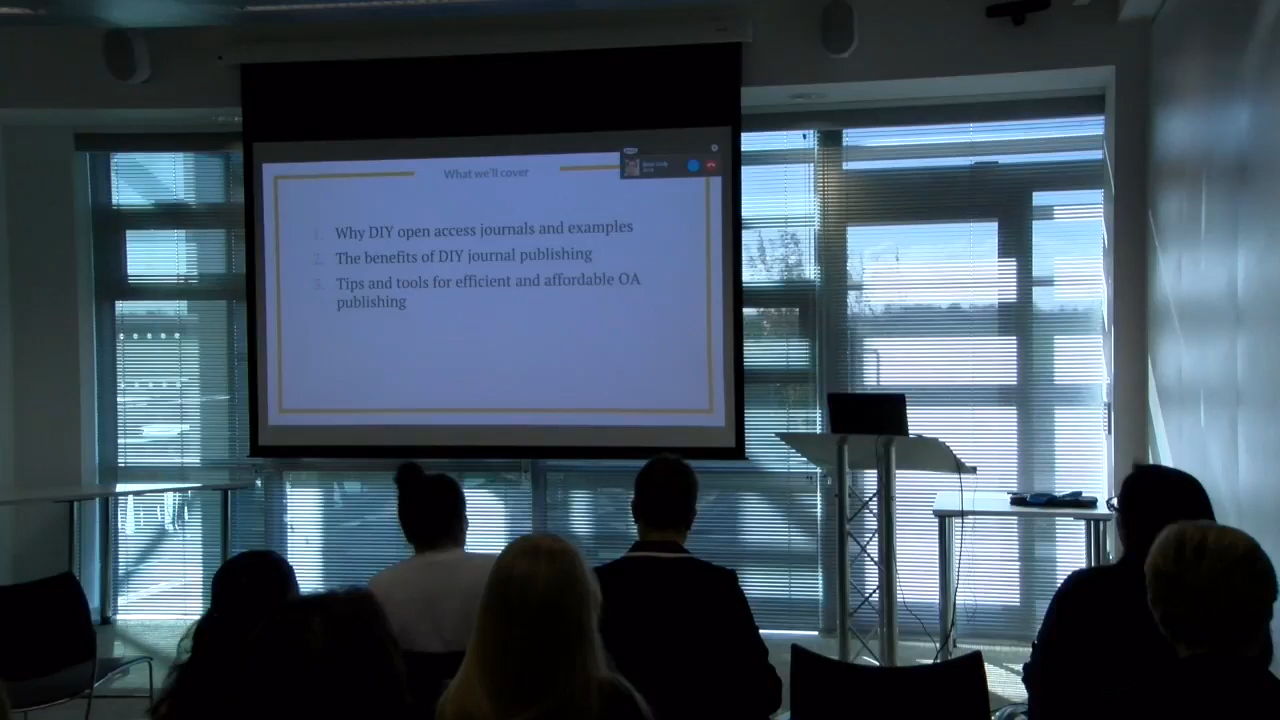 What we'll cover
1. Why DIY open access journals and examples
2. The benefits of DIY journal publishing
3. Tips and tools for efficient and affordable OA
publishing